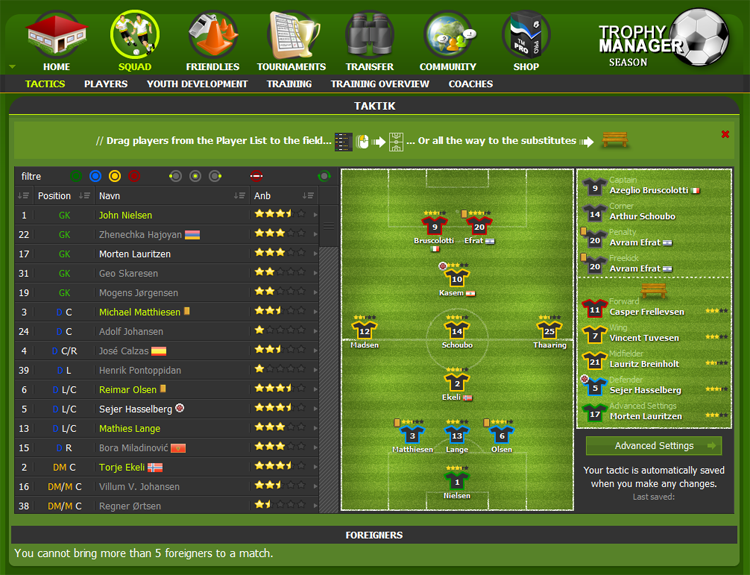 HOME
SQUAD
FRIENDLIES
TOURNAMENTS
TRANSFER
COMMUNITY
TM PRO
PRO
SHOP
TROPHY
MANAGER
SEASON
TACTICS PLAYERS YOUTH DEVELOPMENT TRAINING TRAINING OVERVIEW COACHES
TAKTIK
// Drag players from the Player List to the field... ... Or all the way to the substitutes
filtre
Position Navn Anb
1 GK John Nielsen
22 GK Zhenechka Hajoyan
17 GK Morten Lauritzen
31 GK Geo Skaresen
19 GK Mogens Jørgensen
3 D C Michael Matthiesen
24 D C Adolf Johansen
4 D C/R José Calzas
39 D L Henrik Pontoppidan
6 D L/C Reimar Olsen
5 D L/C Sejer Hasselberg
13 D L/C Mathies Lange
15 D R Bora Miladinović
2 DM C Torje Ekeli
16 DM/M C Villum V. Johansen
38 DM/M C Regner Ørtsen
9 20
Bruscolotti Efrat
10
Kasem
12 14 25
Madsen Schoubo Thaaring
2
Ekeli
3 13 6
Matthiesen Lange Olsen
1
Nielsen
Captain
9 Azeglio Bruscolotti
Corner
14 Arthur Schoubo
Penalty
20 Avram Efrat
Freekick
20 Avram Efrat
Forward
11 Casper Frellevsen
Wing
7 Vincent Tuvesen
Midfielder
21 Lauritz Breinholt
Defender
5 Sejer Hasselberg
Advanced Settings
17 Morten Lauritzen
Advanced Settings
Your tactic is automatically saved
when you make any changes.
Last saved:
FOREIGNERS
You cannot bring more than 5 foreigners to a match.